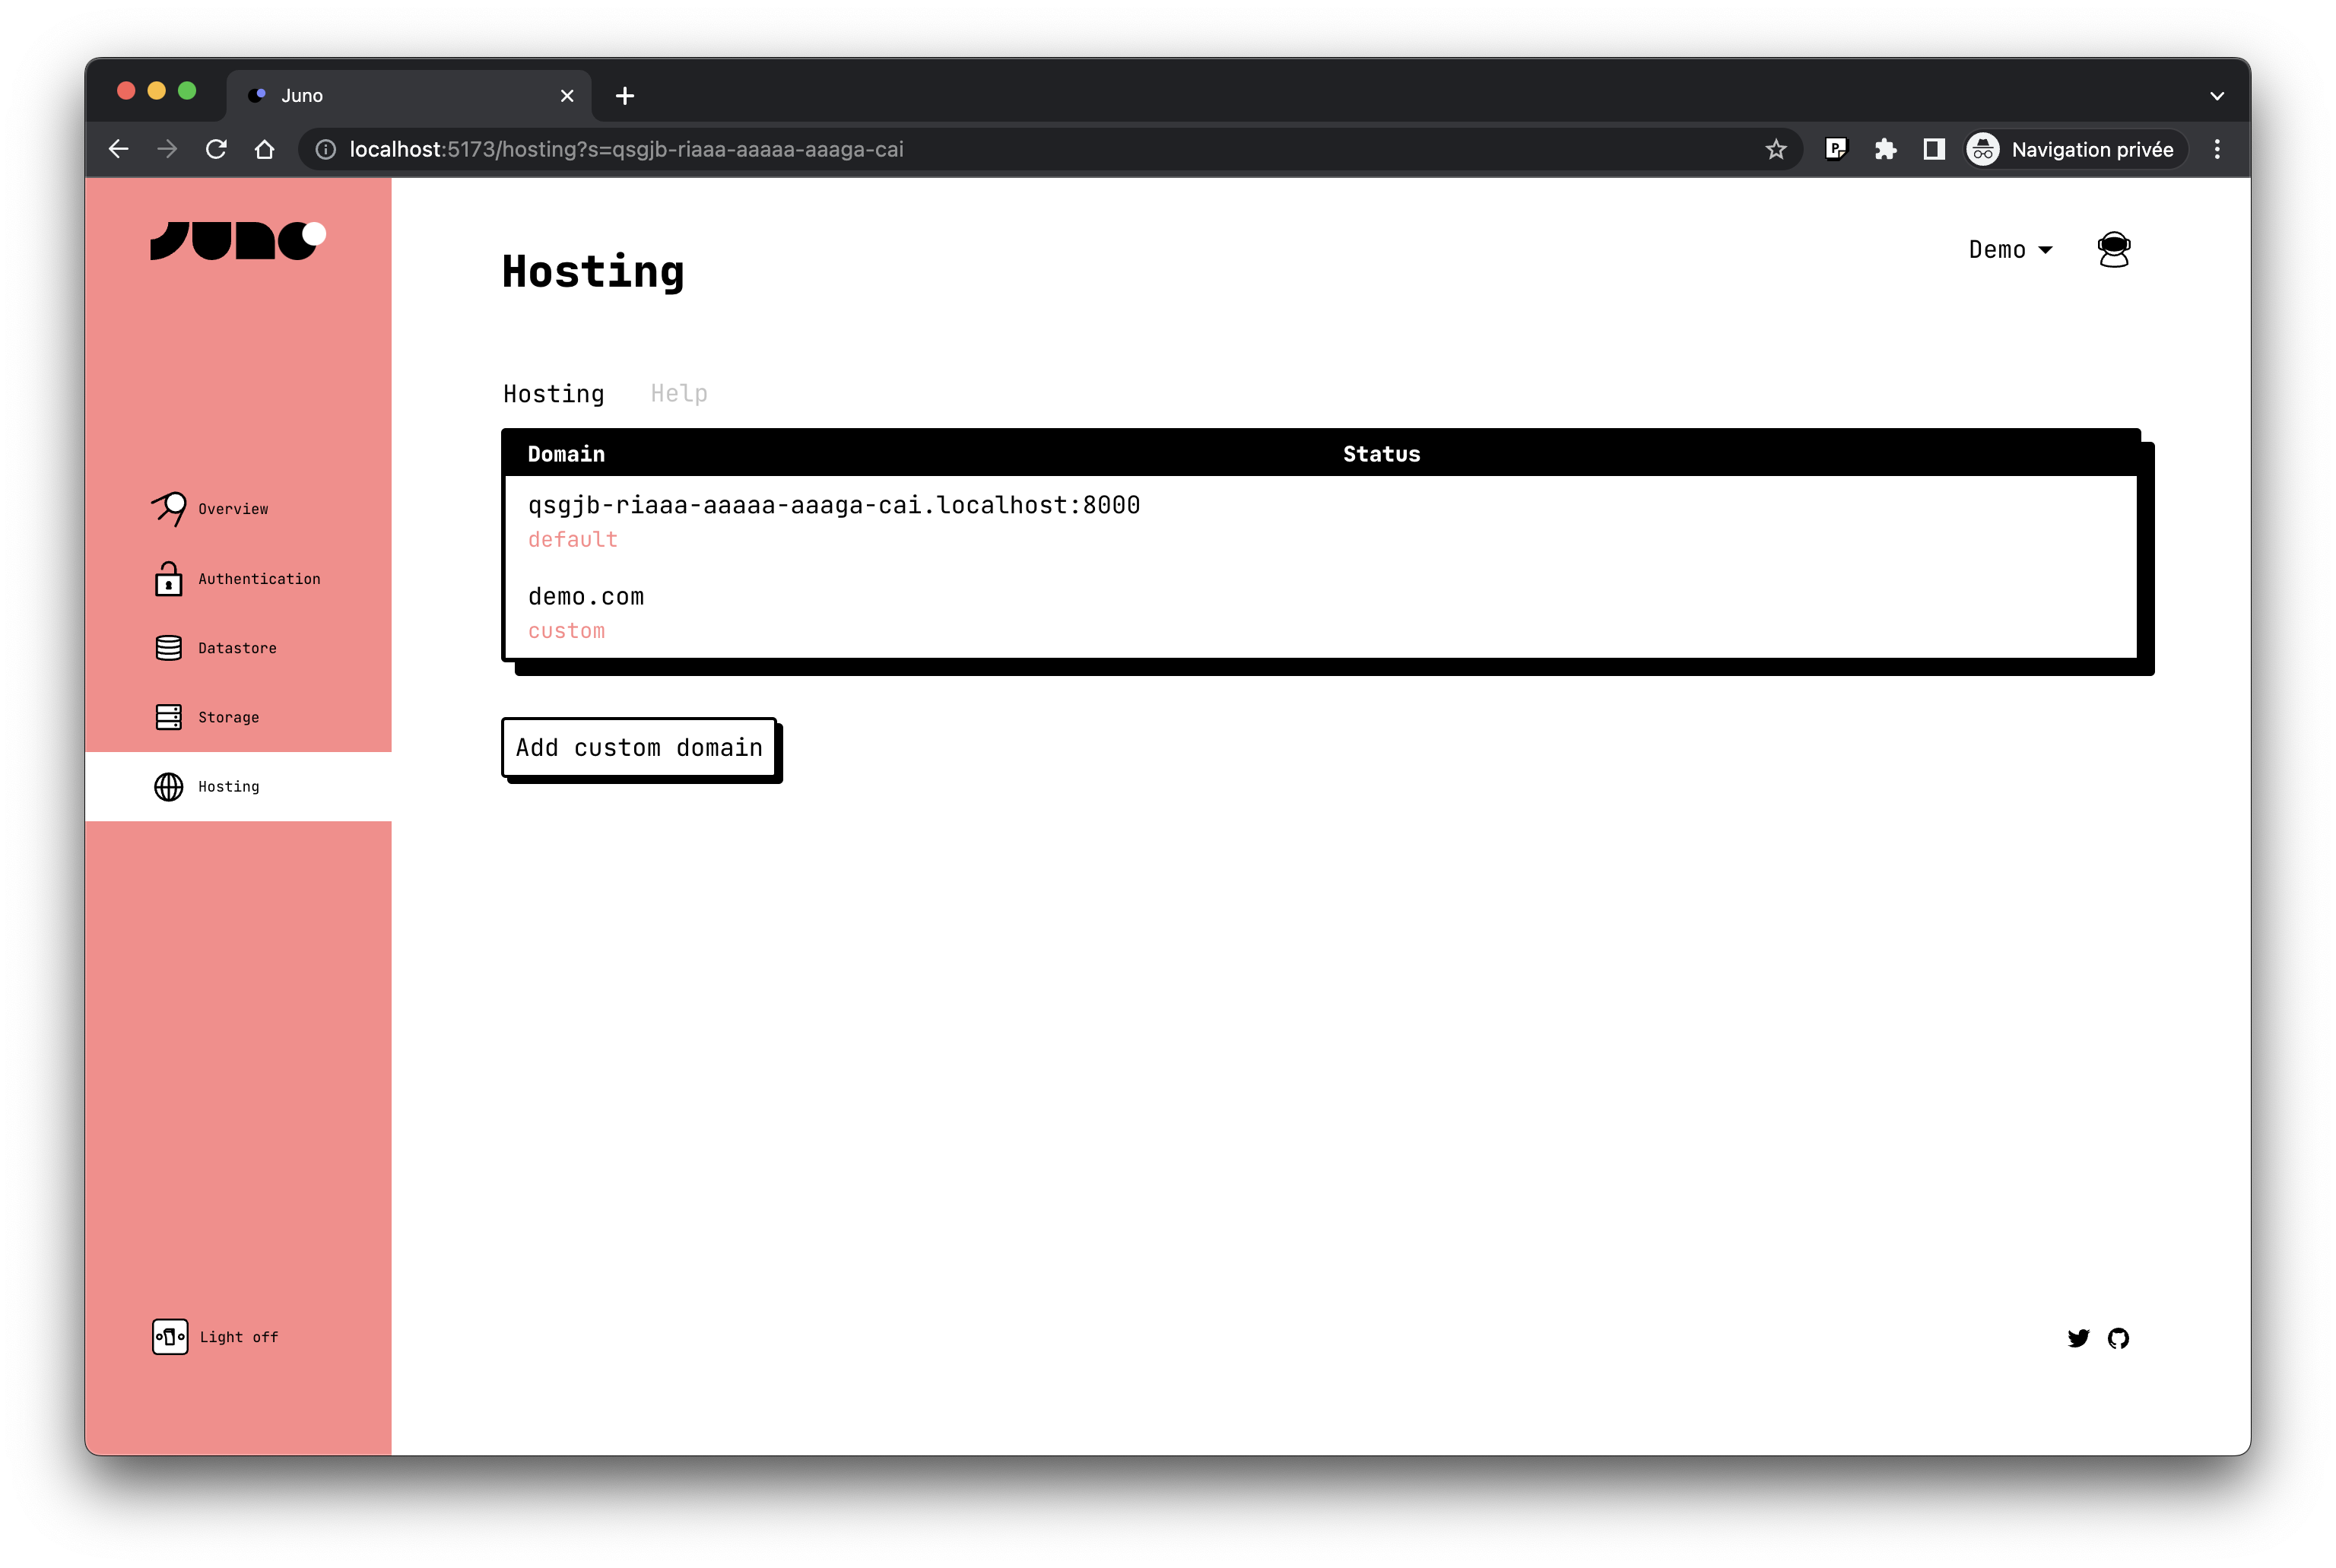 Juno
localhost:5173/hosting?s=qsgjb-riaaa-aaaaa-aaaga-cai
P
Navigation privée
Juno
Hosting
Demo
Hosting Help
Domain Status
qsgjb-riaaa-aaaaa-aaaga-cai.localhost:8000
default
demo.com
custom
Add custom domain
Overview
Authentication
Datastore
Storage
Hosting
Light off